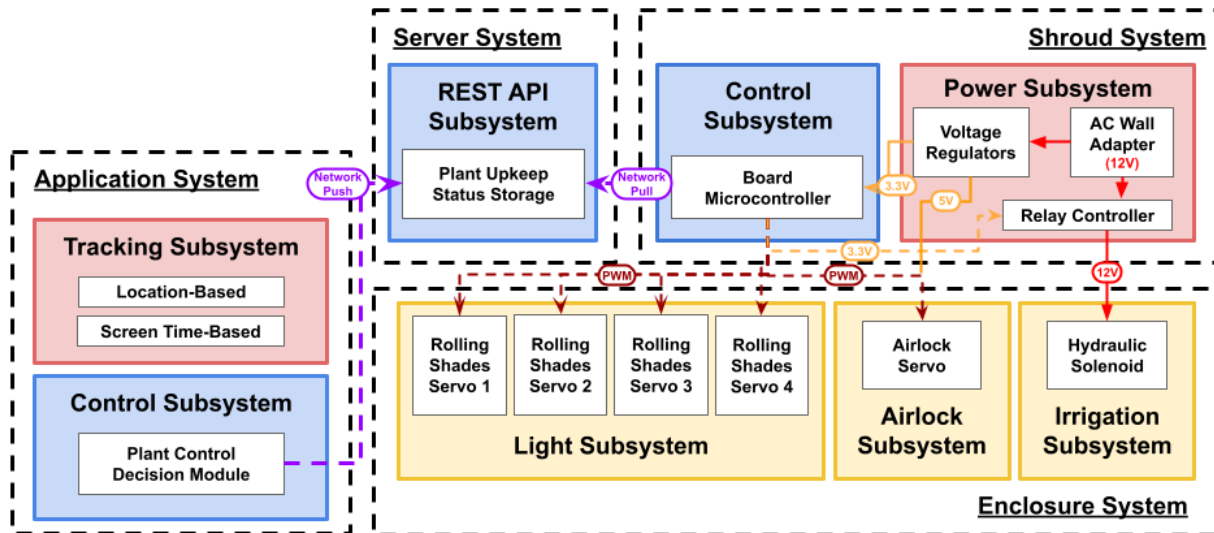 Server System
REST API
Subsystem
Plant Upkeep
Status Storage
Shroud System
Control
Subsystem
Board
Microcontroller
Power Subsystem
Voltage
Regulators
AC Wall
Adapter
(12V)
Relay Controller
Network
Push
Network
Pull
3.3V
5V
3.3V
12V
PWM
PWM
Application System
Tracking Subsystem
Location-Based
Screen Time-Based
Control Subsystem
Plant Control
Decision Module
Rolling
Shades
Servo 1
Rolling
Shades
Servo 2
Rolling
Shades
Servo 3
Rolling
Shades
Servo 4
Light Subsystem
Airlock
Servo
Airlock
Subsystem
Hydraulic
Solenoid
Irrigation
Subsystem
Enclosure System